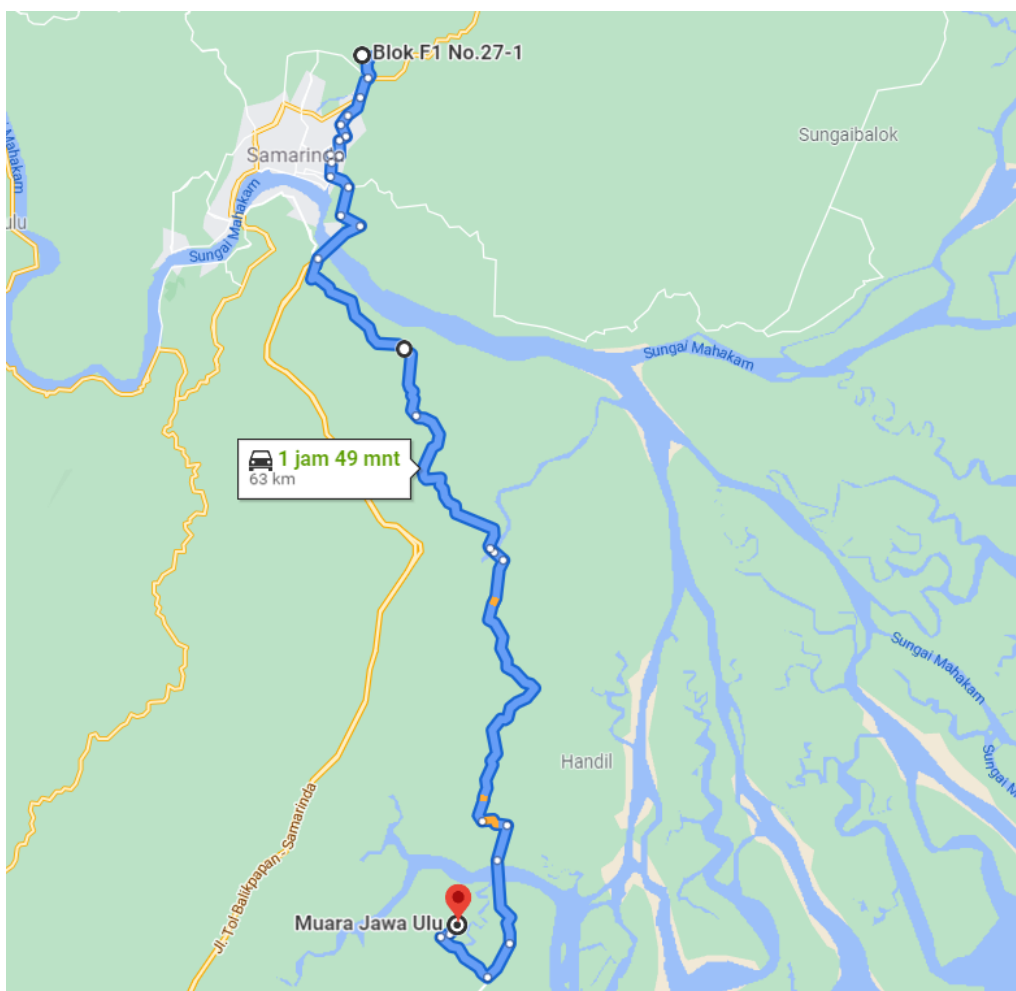 Blok F1 No.27-1
Sungaibalok
Mahakam
Samarinda
ulu
Sungai Mahakam
Sungai Mahakam
1 jam 49 mnt
63 km
Sungai Mahakam
Handil
Sungai M
Jl. Tol Balikpapan - Samarinda
Muara Jawa Ulu